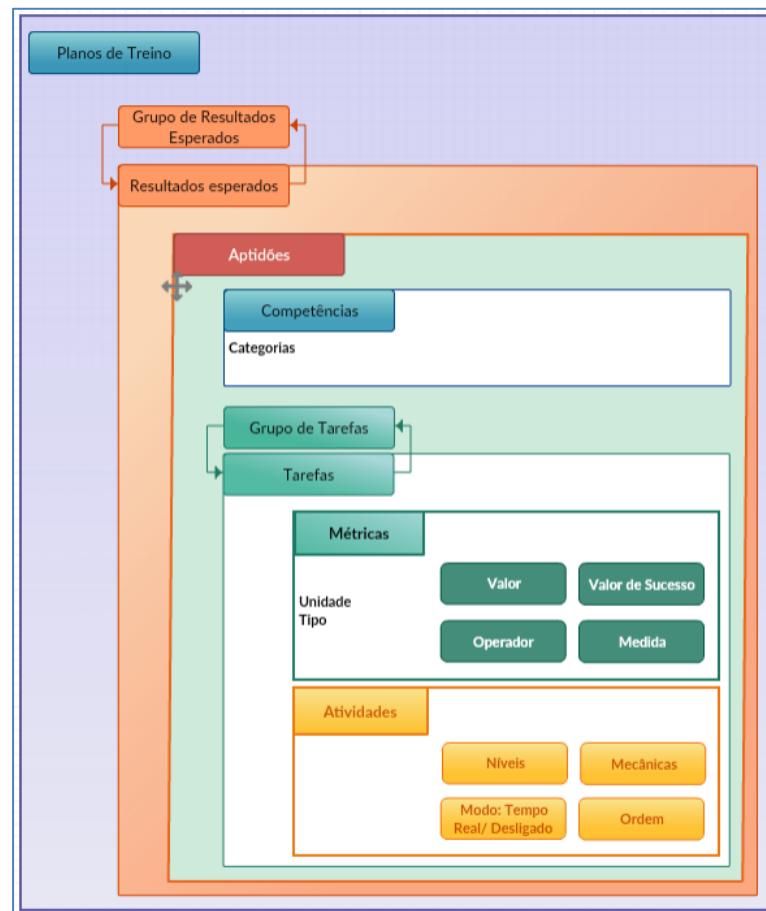 Planos de Treino
Grupo de Resultados
Esperados
Resultados esperados
Aptidões
Competências
Categorias
Grupo de Tarefas
Tarefas
Métricas
Unidade
Tipo
Valor
Valor de Sucesso
Operador
Medida
Atividades
Níveis
Mecânicas
Modo: Tempo
Real/ Desligado
Ordem